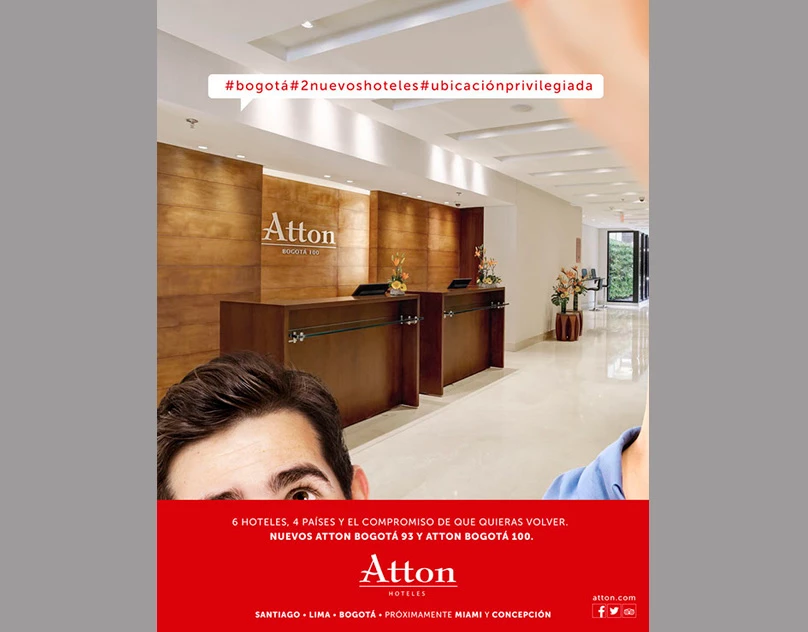 #bogotá#2nuevoshoteles#ubicaciónprivilegiada
Atton
BOGOTÁ 100
6 HOTELES, 4 PAÍSES Y EL COMPROMISO DE QUE QUIERAS VOLVER.
NUEVOS ATTON BOGOTÁ 93 Y ATTON BOGOTÁ 100.
Atton
HOTELES
atton.com
SANTIAGO • LIMA • BOGOTÁ • PRÓXIMAMENTE MIAMI Y CONCEPCIÓN